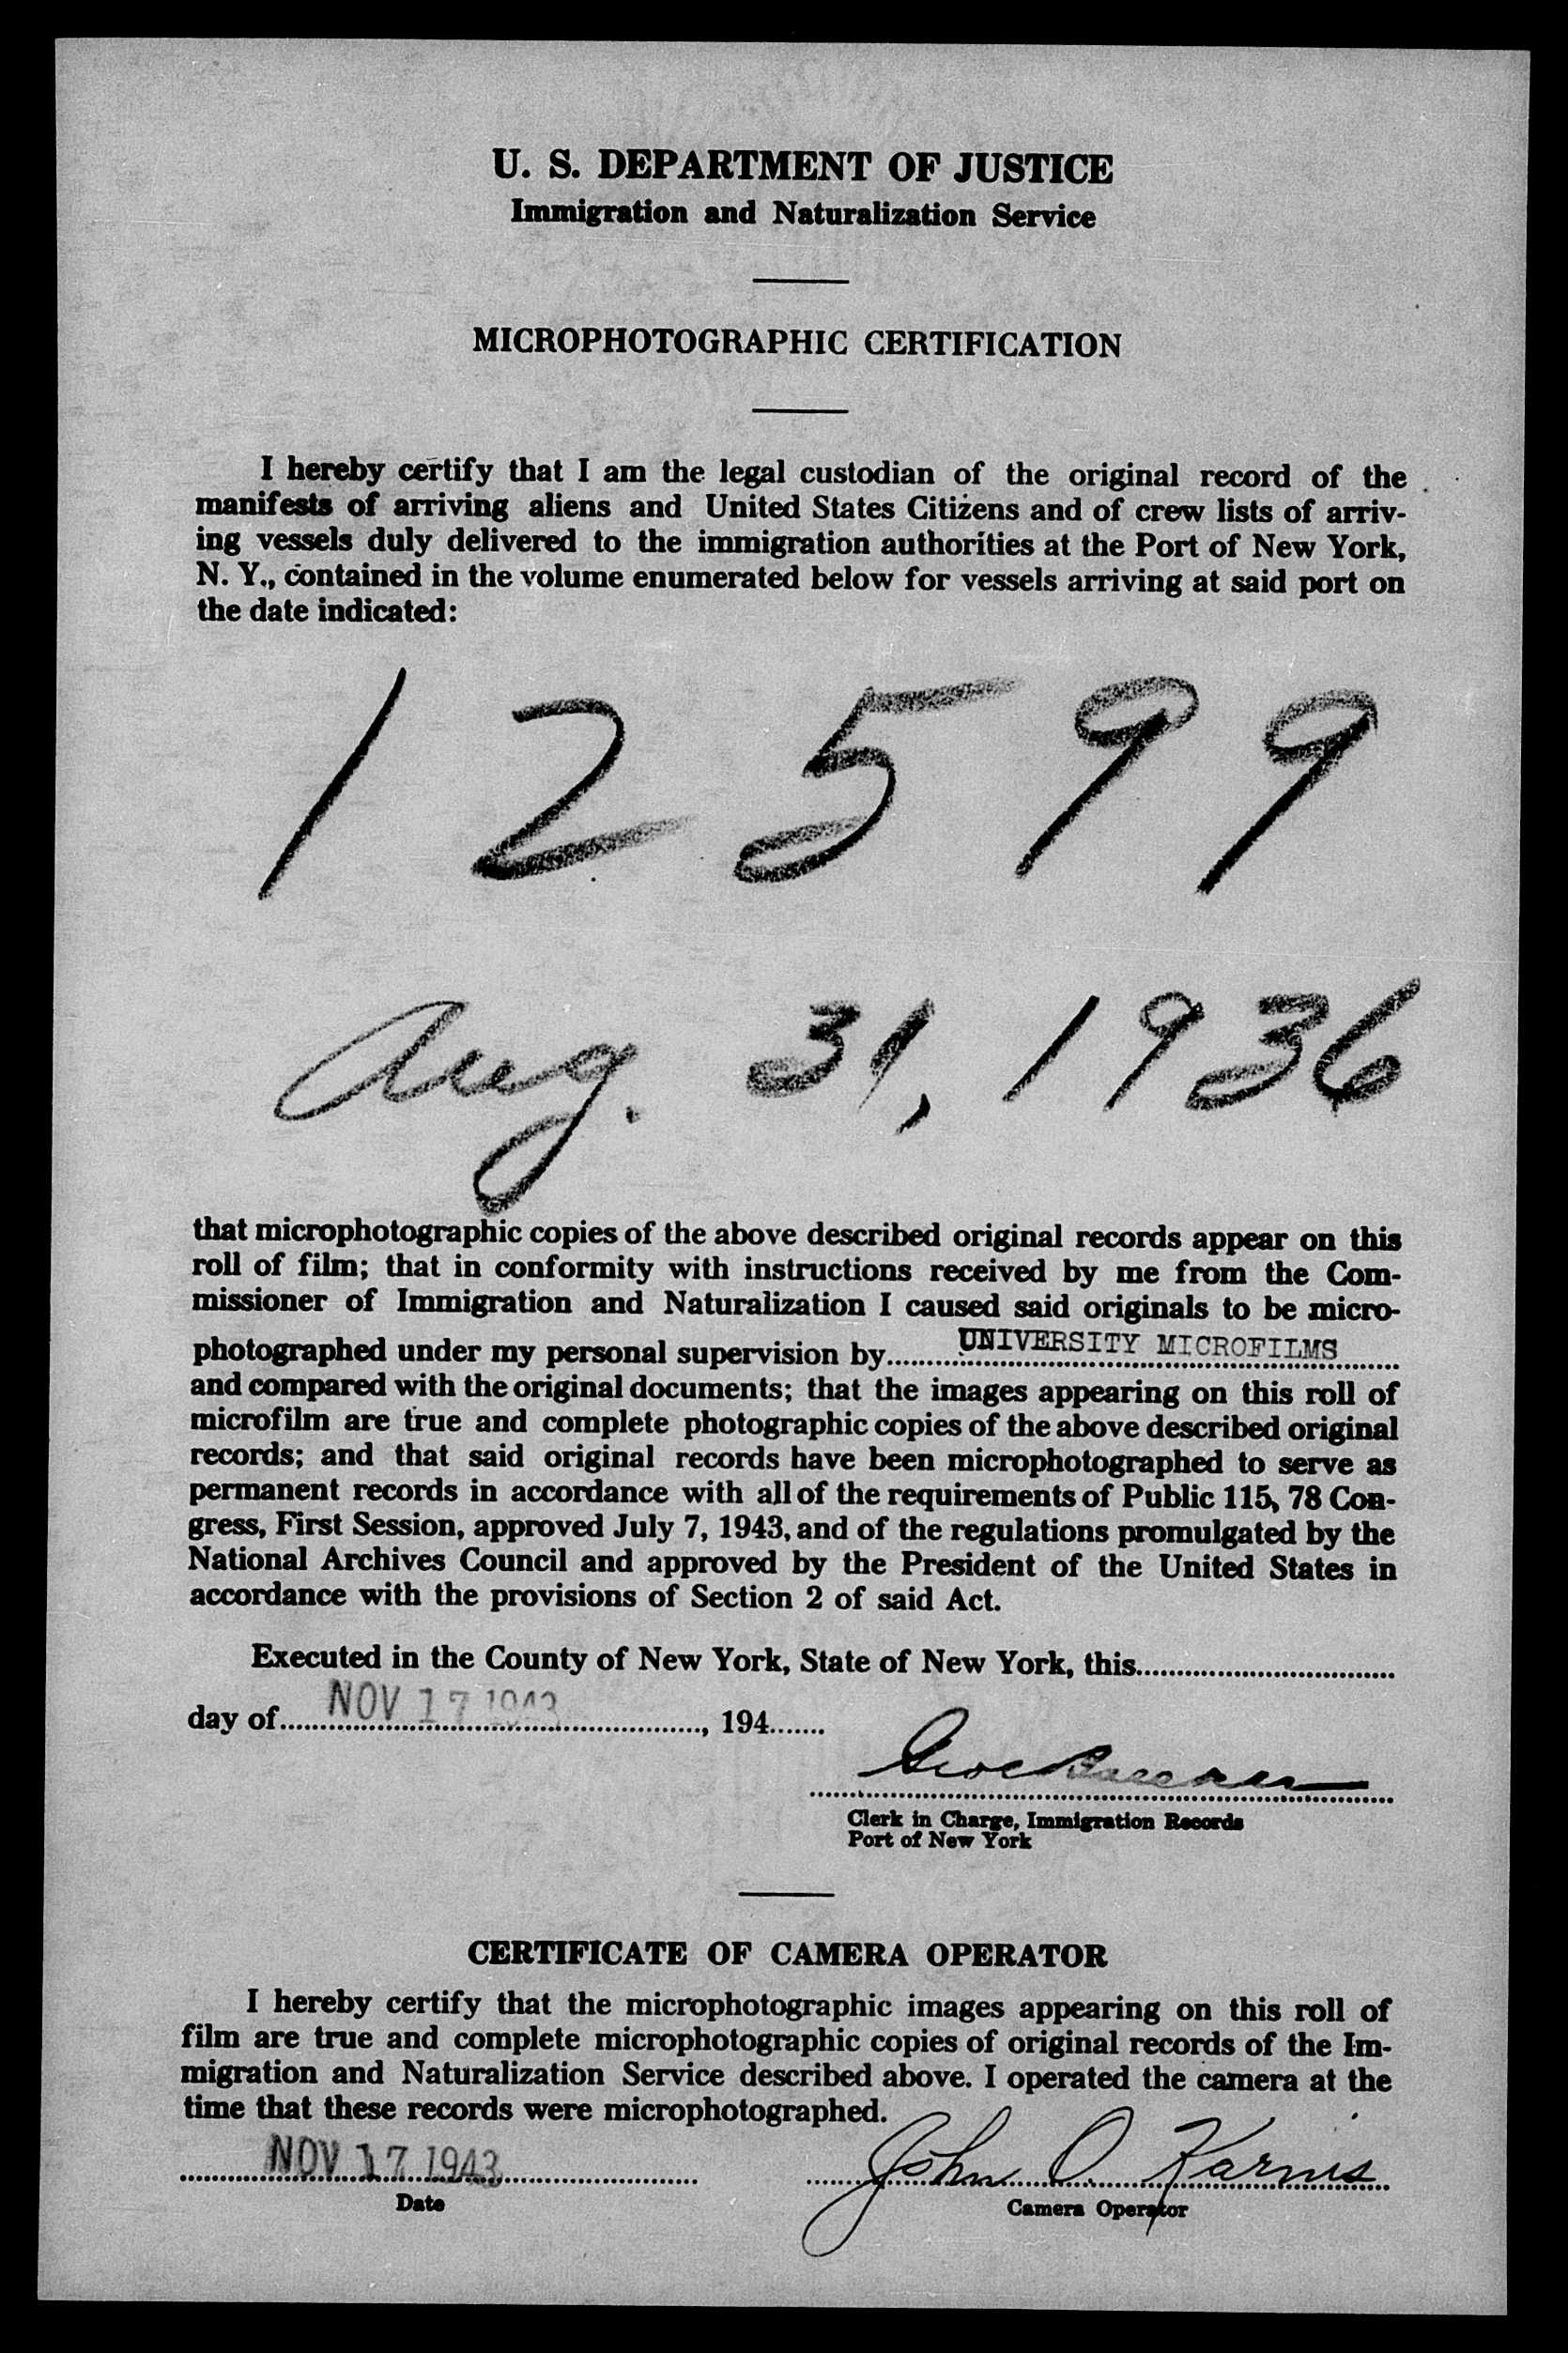 U. S. DEPARTMENT OF JUSTICE
Immigration and Naturalization Service
MICROPHOTOGRAPHIC CERTIFICATION
I hereby certify that I am the legal custodian of the original record of the
manifests of arriving aliens and United States Citizens and of crew lists of arriv-
ing vessels duly delivered to the immigration authorities at the Port of New York,
N. Y., contained in the volume enumerated below for vessels arriving at said port on
the date indicated:
12599
Aug. 31, 1936
that microphotographic copies of the above described original records appear on this
roll of film; that in conformity with instructions received by me from the Com-
missioner of Immigration and Naturalization I caused said originals to be micro-
photographed under my personal supervision by UNIVERSITY MICROFILMS
and compared with the original documents; that the images appearing on this roll of
microfilm are true and complete photographic copies of the above described original
records; and that said original records have been microphotographed to serve as
permanent records in accordance with all of the requirements of Public 115, 78 Con-
gress, First Session, approved July 7, 1943, and of the regulations promulgated by the
National Archives Council and approved by the President of the United States in
accordance with the provisions of Section 2 of said Act.
Executed in the County of New York, State of New York, this
day of NOV 17 1943, 194
Clerk in Charge, Immigration Records
Port of New York
CERTIFICATE OF CAMERA OPERATOR
I hereby certify that the microphotographic images appearing on this roll of
film are true and complete microphotographic copies of original records of the Im-
migration and Naturalization Service described above. I operated the camera at the
time that these records were microphotographed.
NOV 17 1943 John O. Karnis
Date
Camera Operator